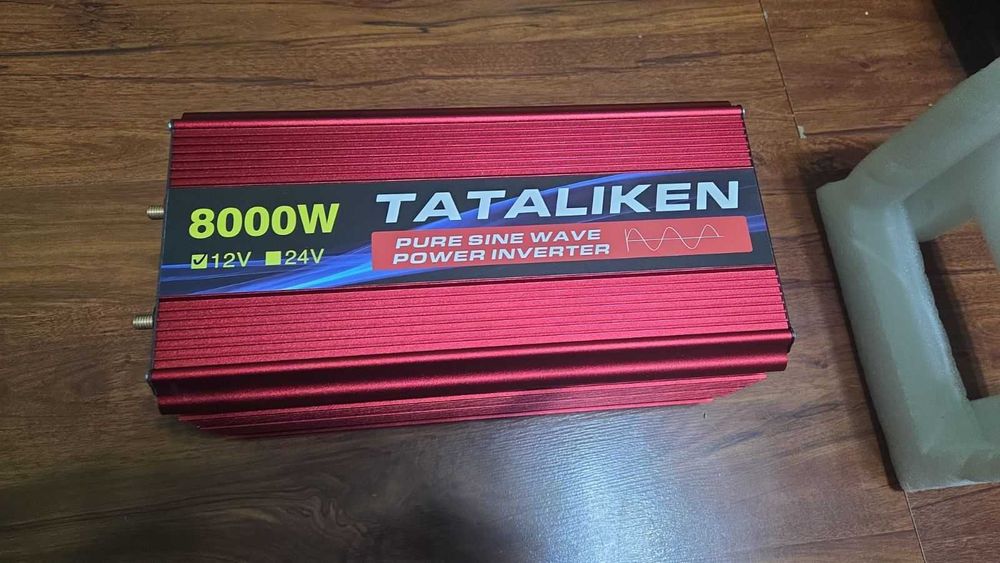 8000W
12V 24V
TATALIKEN
PURE SINE WAVE
POWER INVERTER